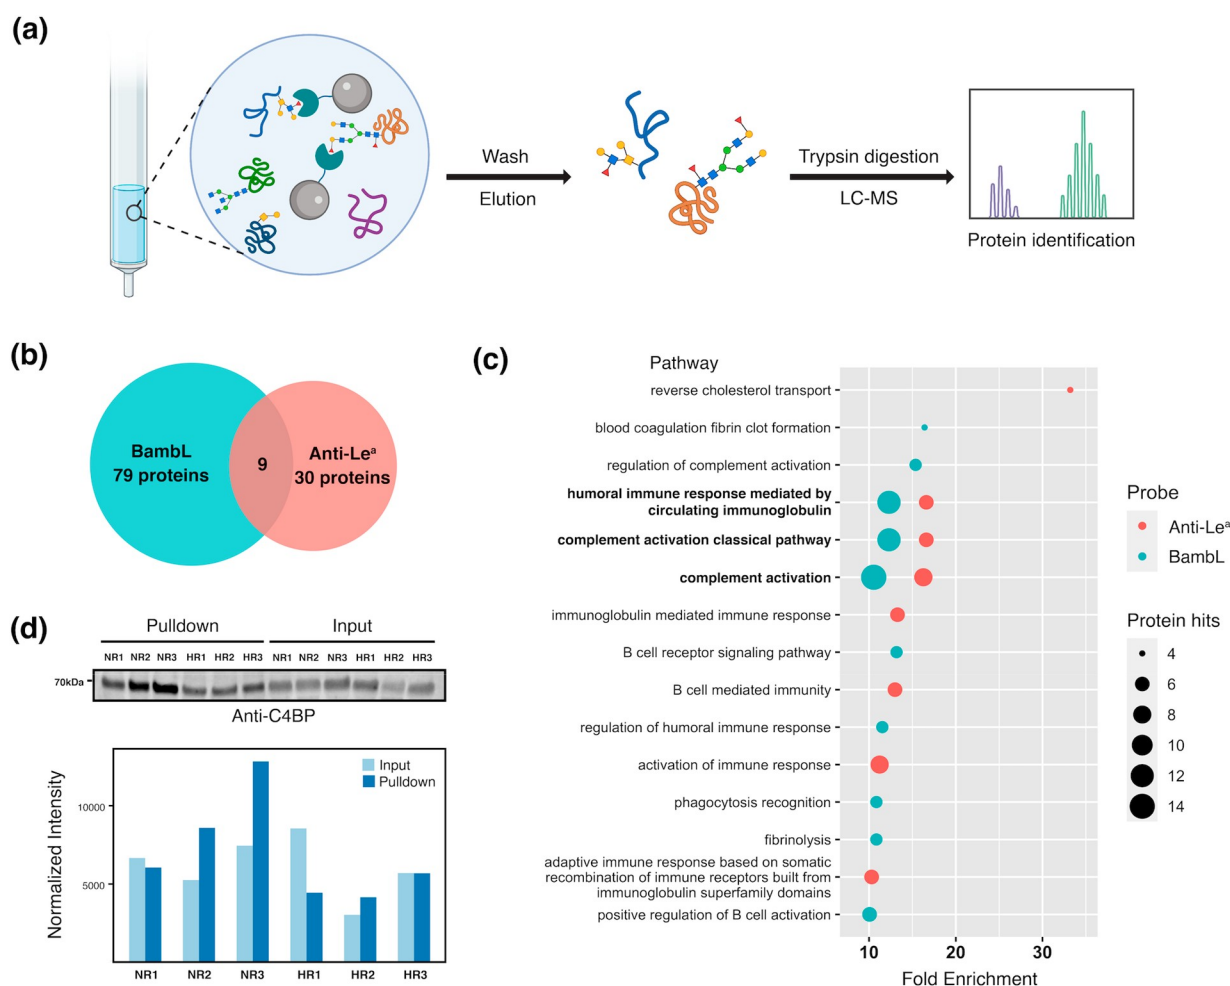 (a)
Wash
Elution
Trypsin digestion
LC-MS
Protein identification
(b)
BambL
79 proteins
9
Anti-Leᵃ
30 proteins
(c)
Pathway
reverse cholesterol transport
blood coagulation fibrin clot formation
regulation of complement activation
humoral immune response mediated by
circulating immunoglobulin
complement activation classical pathway
complement activation
immunoglobulin mediated immune response
B cell receptor signaling pathway
B cell mediated immunity
regulation of humoral immune response
activation of immune response
phagocytosis recognition
fibrinolysis
adaptive immune response based on somatic
recombination of immune receptors built from
immunoglobulin superfamily domains
positive regulation of B cell activation
10 20 30
Fold Enrichment
Probe
Anti-Leᵃ
BambL
Protein hits
4
6
8
10
12
14
(d)
Pulldown Input
NR1 NR2 NR3 HR1 HR2 HR3 NR1 NR2 NR3 HR1 HR2 HR3
70kDa
Anti-C4BP
Input
Pulldown
Normalized Intensity
10000
5000
NR1 NR2 NR3 HR1 HR2 HR3